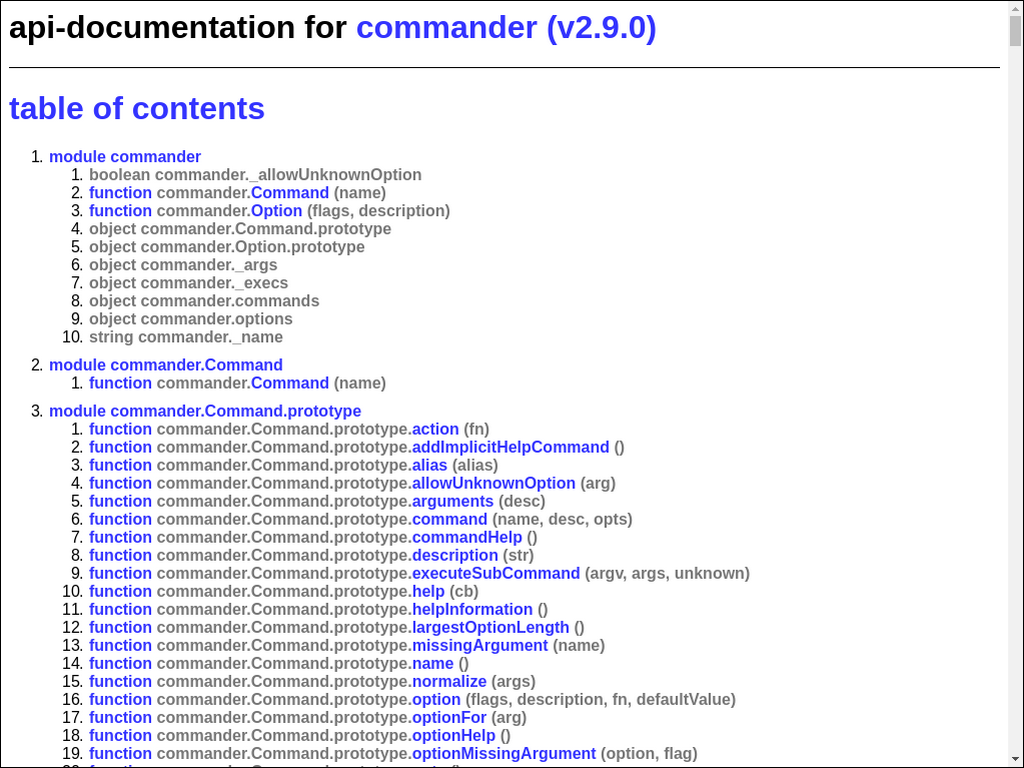 api-documentation for commander (v2.9.0)
table of contents
1. module commander
1. boolean commander._allowUnknownOption
2. function commander.Command (name)
3. function commander.Option (flags, description)
4. object commander.Command.prototype
5. object commander.Option.prototype
6. object commander._args
7. object commander._execs
8. object commander.commands
9. object commander.options
10. string commander._name
2. module commander.Command
1. function commander.Command (name)
3. module commander.Command.prototype
1. function commander.Command.prototype.action (fn)
2. function commander.Command.prototype.addImplicitHelpCommand ()
3. function commander.Command.prototype.alias (alias)
4. function commander.Command.prototype.allowUnknownOption (arg)
5. function commander.Command.prototype.arguments (desc)
6. function commander.Command.prototype.command (name, desc, opts)
7. function commander.Command.prototype.commandHelp ()
8. function commander.Command.prototype.description (str)
9. function commander.Command.prototype.executeSubCommand (argv, args, unknown)
10. function commander.Command.prototype.help (cb)
11. function commander.Command.prototype.helpInformation ()
12. function commander.Command.prototype.largestOptionLength ()
13. function commander.Command.prototype.missingArgument (name)
14. function commander.Command.prototype.name ()
15. function commander.Command.prototype.normalize (args)
16. function commander.Command.prototype.option (flags, description, fn, defaultValue)
17. function commander.Command.prototype.optionFor (arg)
18. function commander.Command.prototype.optionHelp ()
19. function commander.Command.prototype.optionMissingArgument (option, flag)